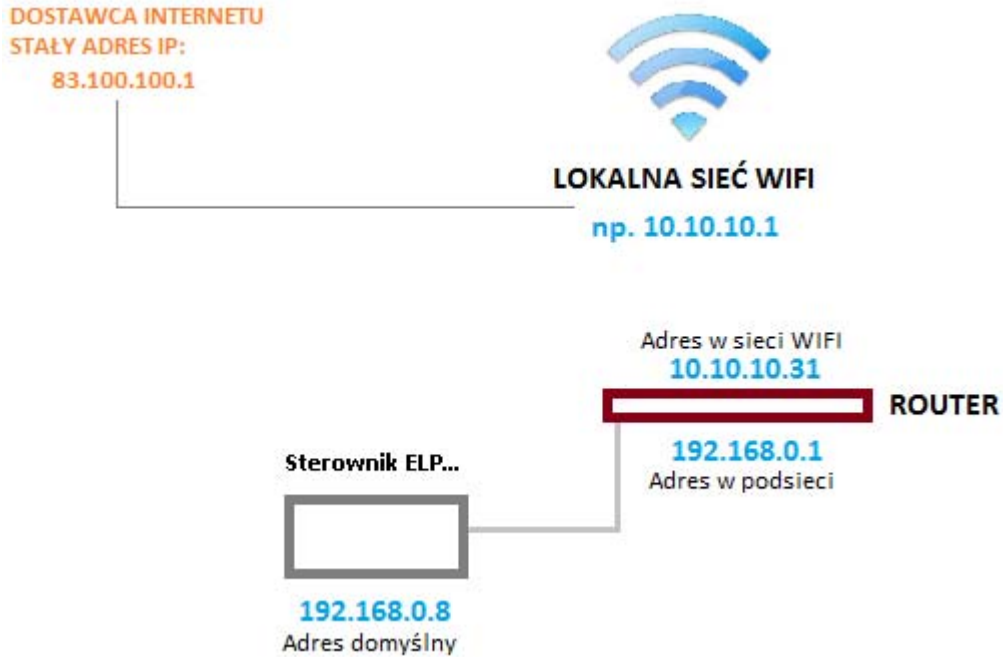 DOSTAWCA INTERNETU
STAŁY ADRES IP:
83.100.100.1
LOKALNA SIEĆ WIFI
np. 10.10.10.1
Adres w sieci WIFI
10.10.10.31
ROUTER
192.168.0.1
Adres w podsieci
Sterownik ELP...
192.168.0.8
Adres domyślny